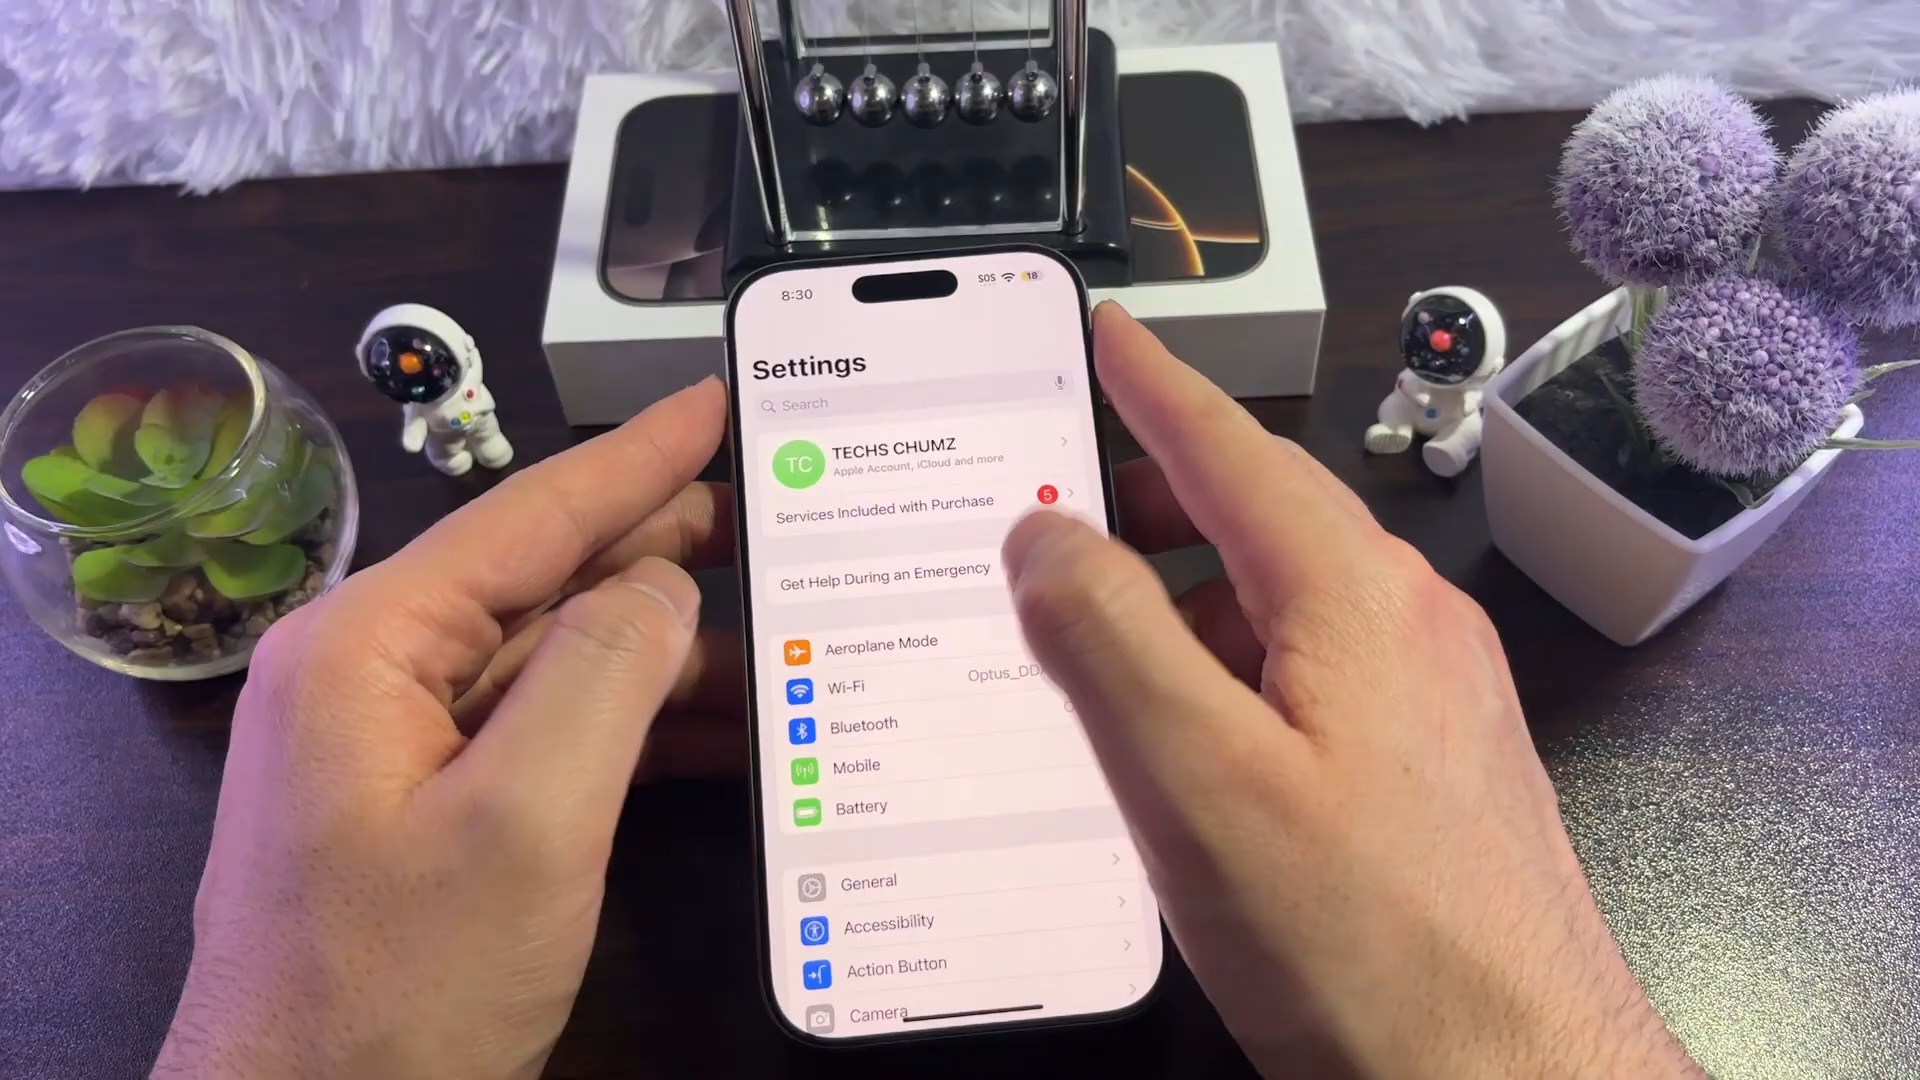 8:30
SOS
18
Settings
Search
TC
TECHS CHUMZ
Apple Account, iCloud and more
Services Included with Purchase
5
Get Help During an Emergency
Aeroplane Mode
Wi-Fi
Bluetooth
Mobile
Battery
General
Accessibility
Action Button
Camera